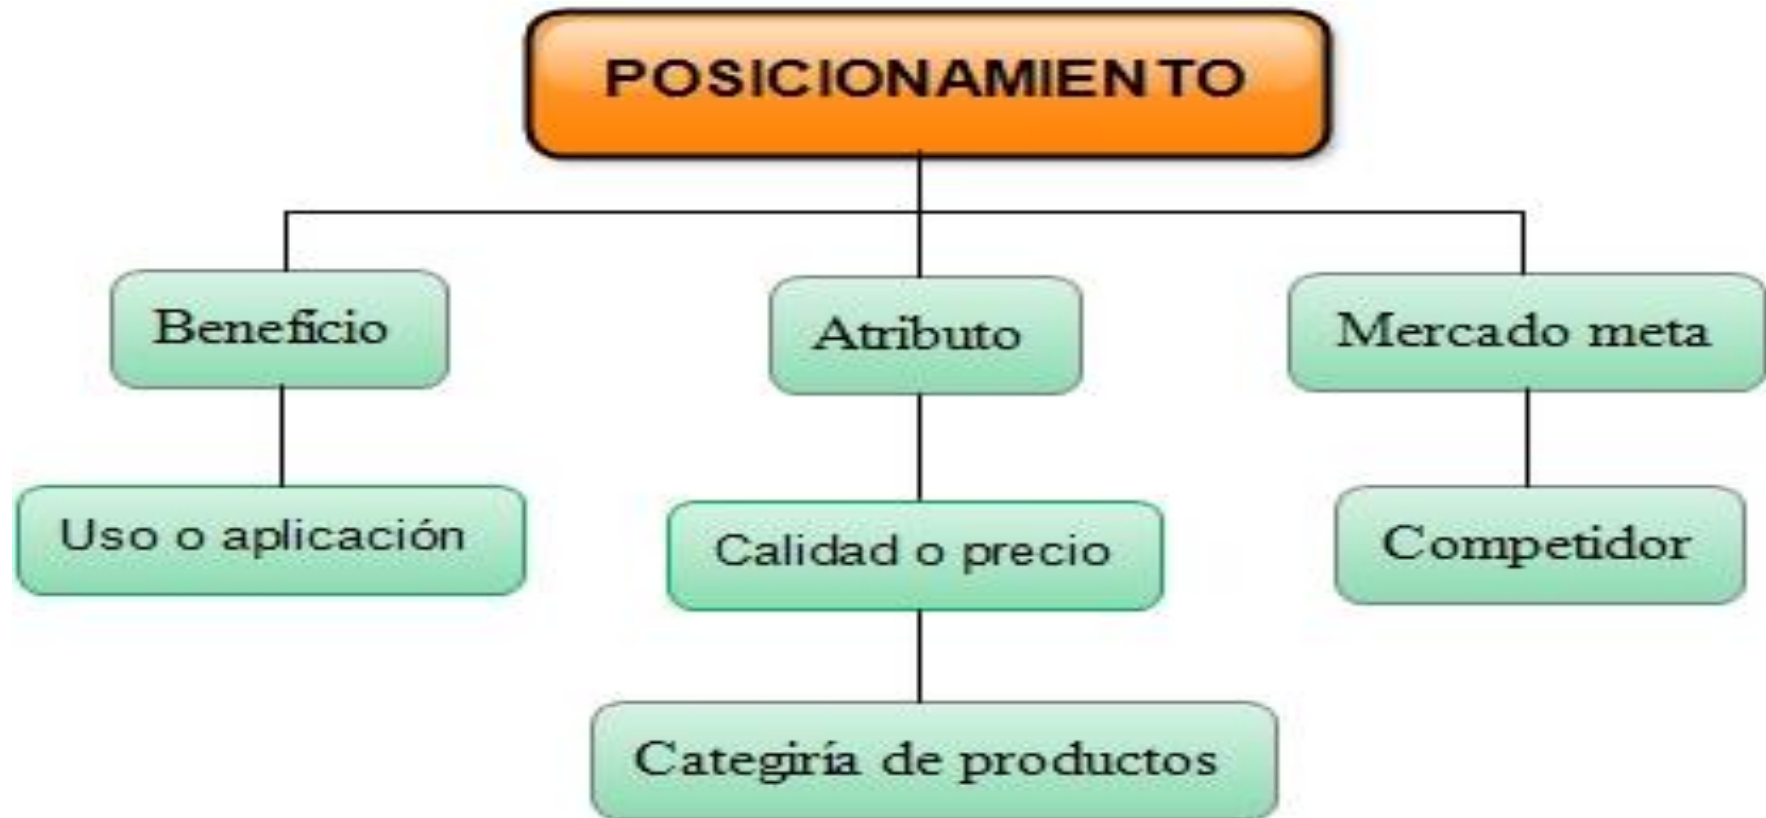 POSICIONAMIENTO
Beneficio
Atributo
Mercado meta
Uso o aplicación
Calidad o precio
Competidor
Categiría de productos